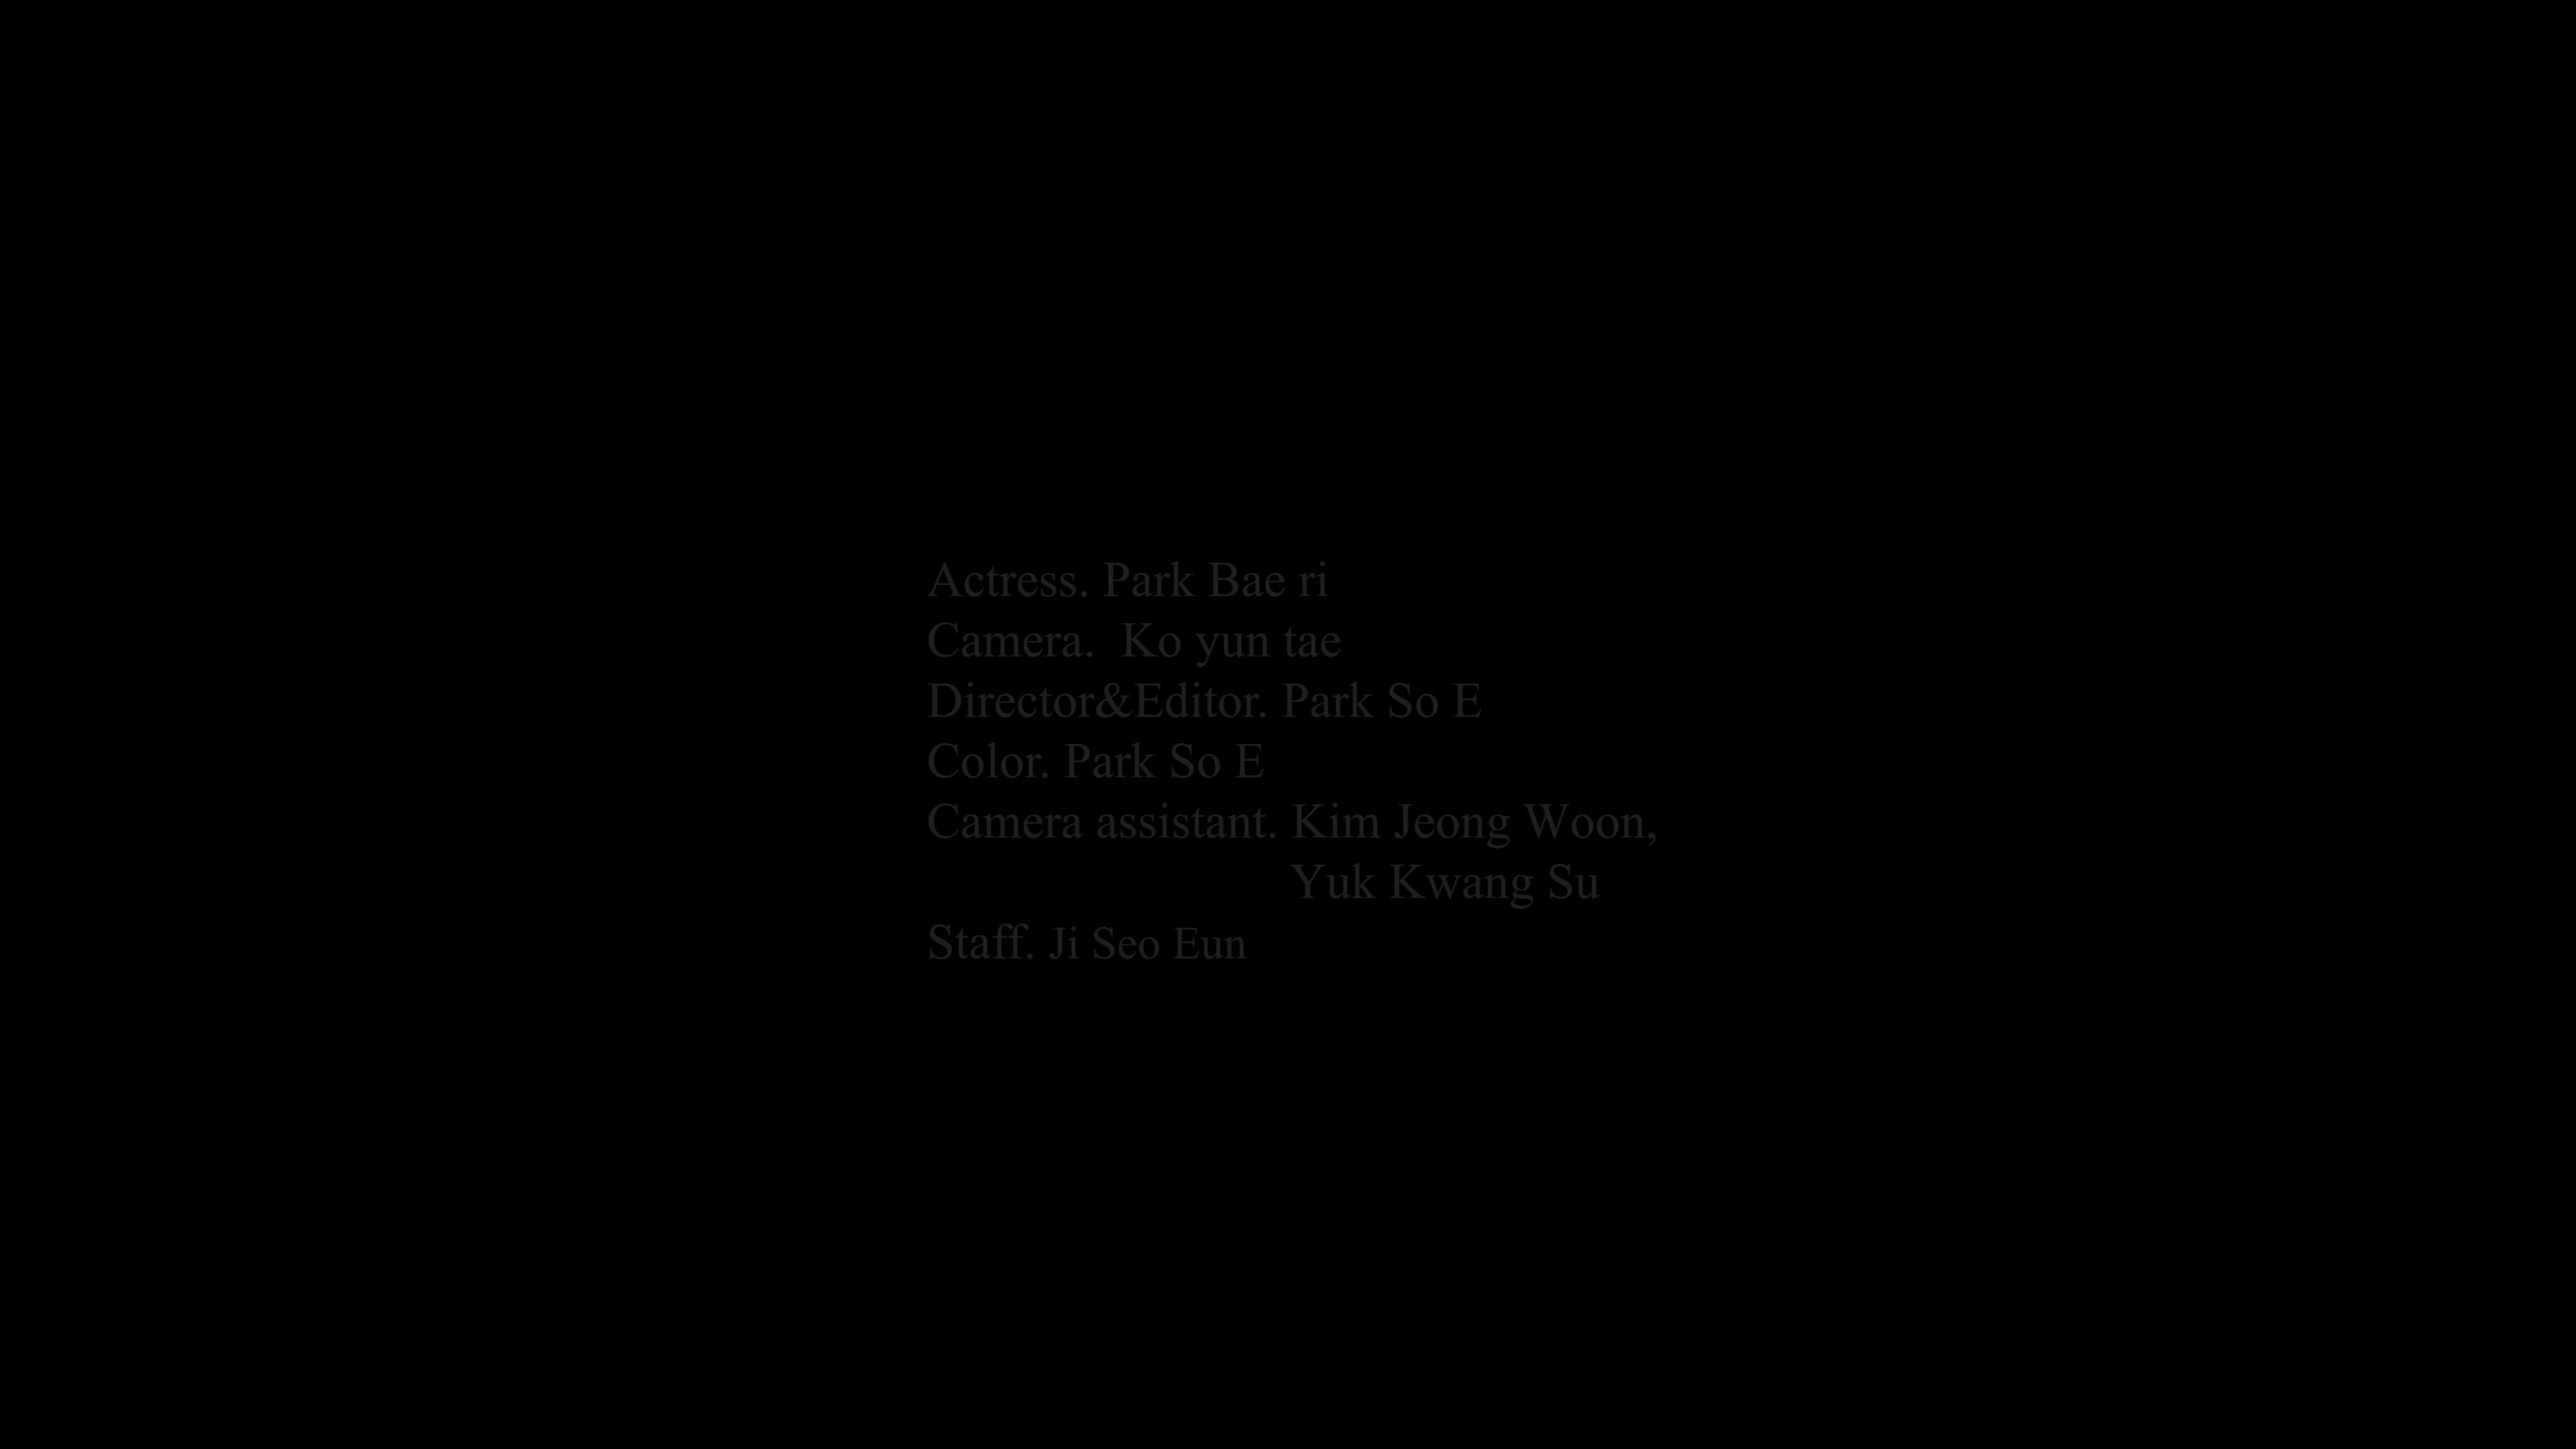 Actress. Park Bae ri
Camera.  Ko yun tae
Director&Editor. Park So E
Color. Park So E
Camera assistant. Kim Jeong Woon,
Yuk Kwang Su
Staff. Ji Seo Eun